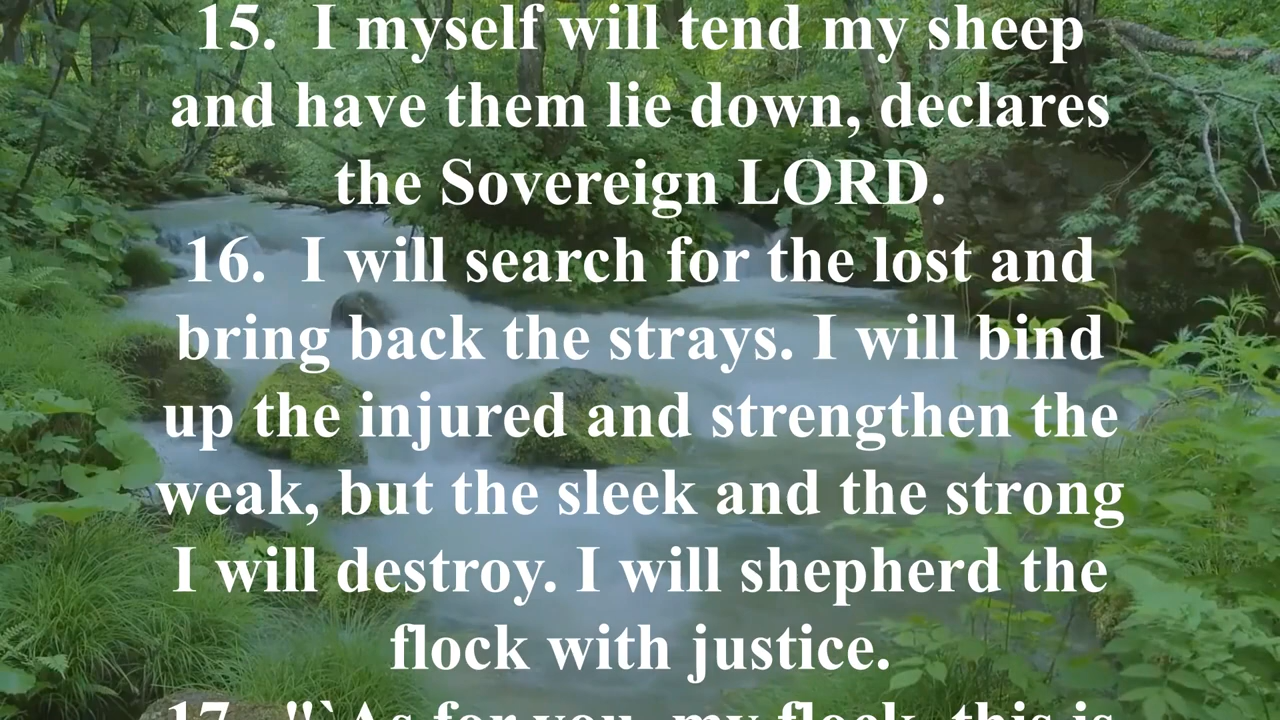 15.  I myself will tend my sheep
and have them lie down, declares
the Sovereign LORD.
16.  I will search for the lost and
bring back the strays. I will bind
up the injured and strengthen the
weak, but the sleek and the strong
I will destroy. I will shepherd the
flock with justice.
17.  "`As for you, my flock, this is